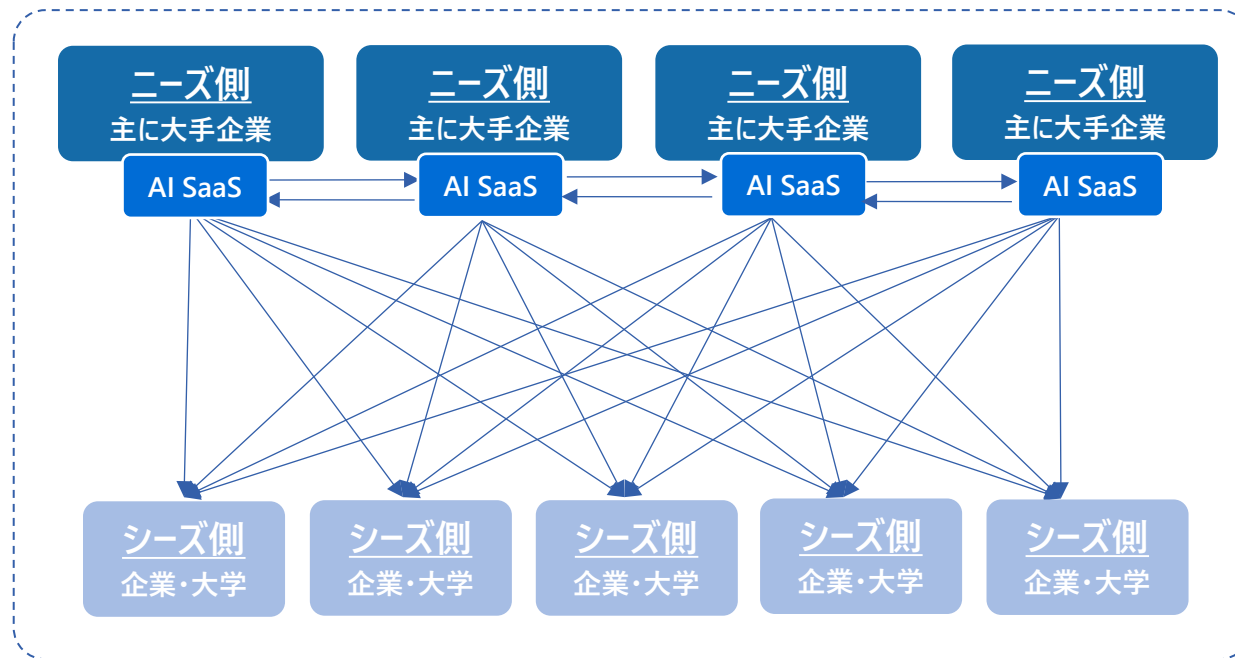 ニーズ側
主に大手企業
AI SaaS
ニーズ側
主に大手企業
AI SaaS
ニーズ側
主に大手企業
AI SaaS
ニーズ側
主に大手企業
AI SaaS
シーズ側
企業・大学
シーズ側
企業・大学
シーズ側
企業・大学
シーズ側
企業・大学
シーズ側
企業・大学